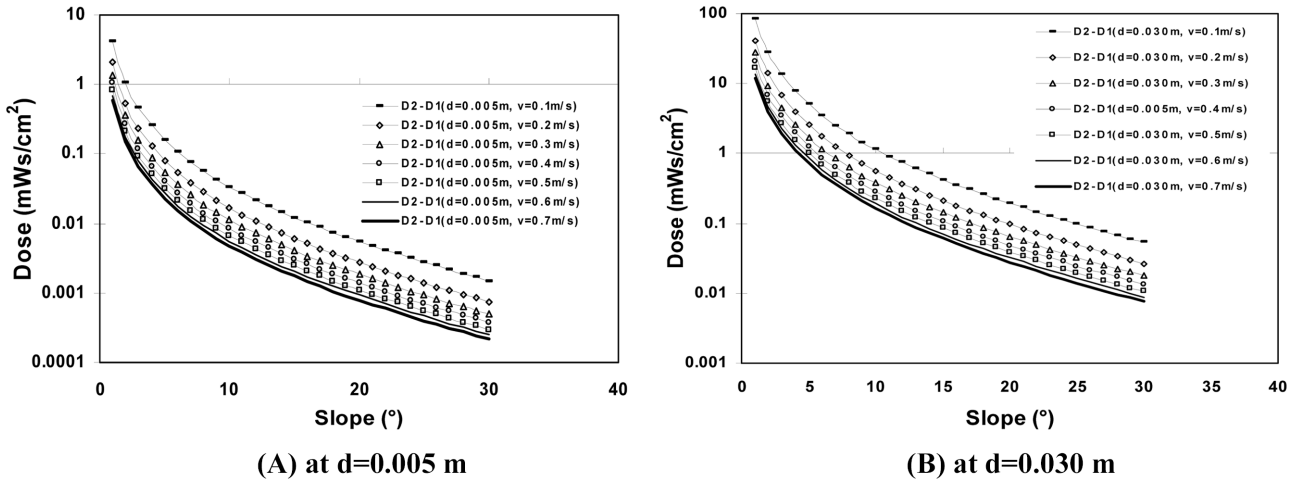 10
1
0.1
0.01
0.001
0.0001
Dose (mWs/cm²)
0 10 20 30 40
Slope (°)
D2-D1(d=0.005m, v=0.1m/s)
D2-D1(d=0.005m, v=0.2m/s)
D2-D1(d=0.005m, v=0.3m/s)
D2-D1(d=0.005m, v=0.4m/s)
D2-D1(d=0.005m, v=0.5m/s)
D2-D1(d=0.005m, v=0.6m/s)
D2-D1(d=0.005m, v=0.7m/s)
(A) at d=0.005 m
100
10
1
0.1
0.01
0.001
Dose (mWs/cm²)
0 5 10 15 20 25 30 35 40
Slope (°)
D2-D1(d=0.030m, v=0.1m/s)
D2-D1(d=0.030m, v=0.2m/s)
D2-D1(d=0.030m, v=0.3m/s)
D2-D1(d=0.005m, v=0.4m/s)
D2-D1(d=0.030m, v=0.5m/s)
D2-D1(d=0.030m, v=0.6m/s)
D2-D1(d=0.030m, v=0.7m/s)
(B) at d=0.030 m